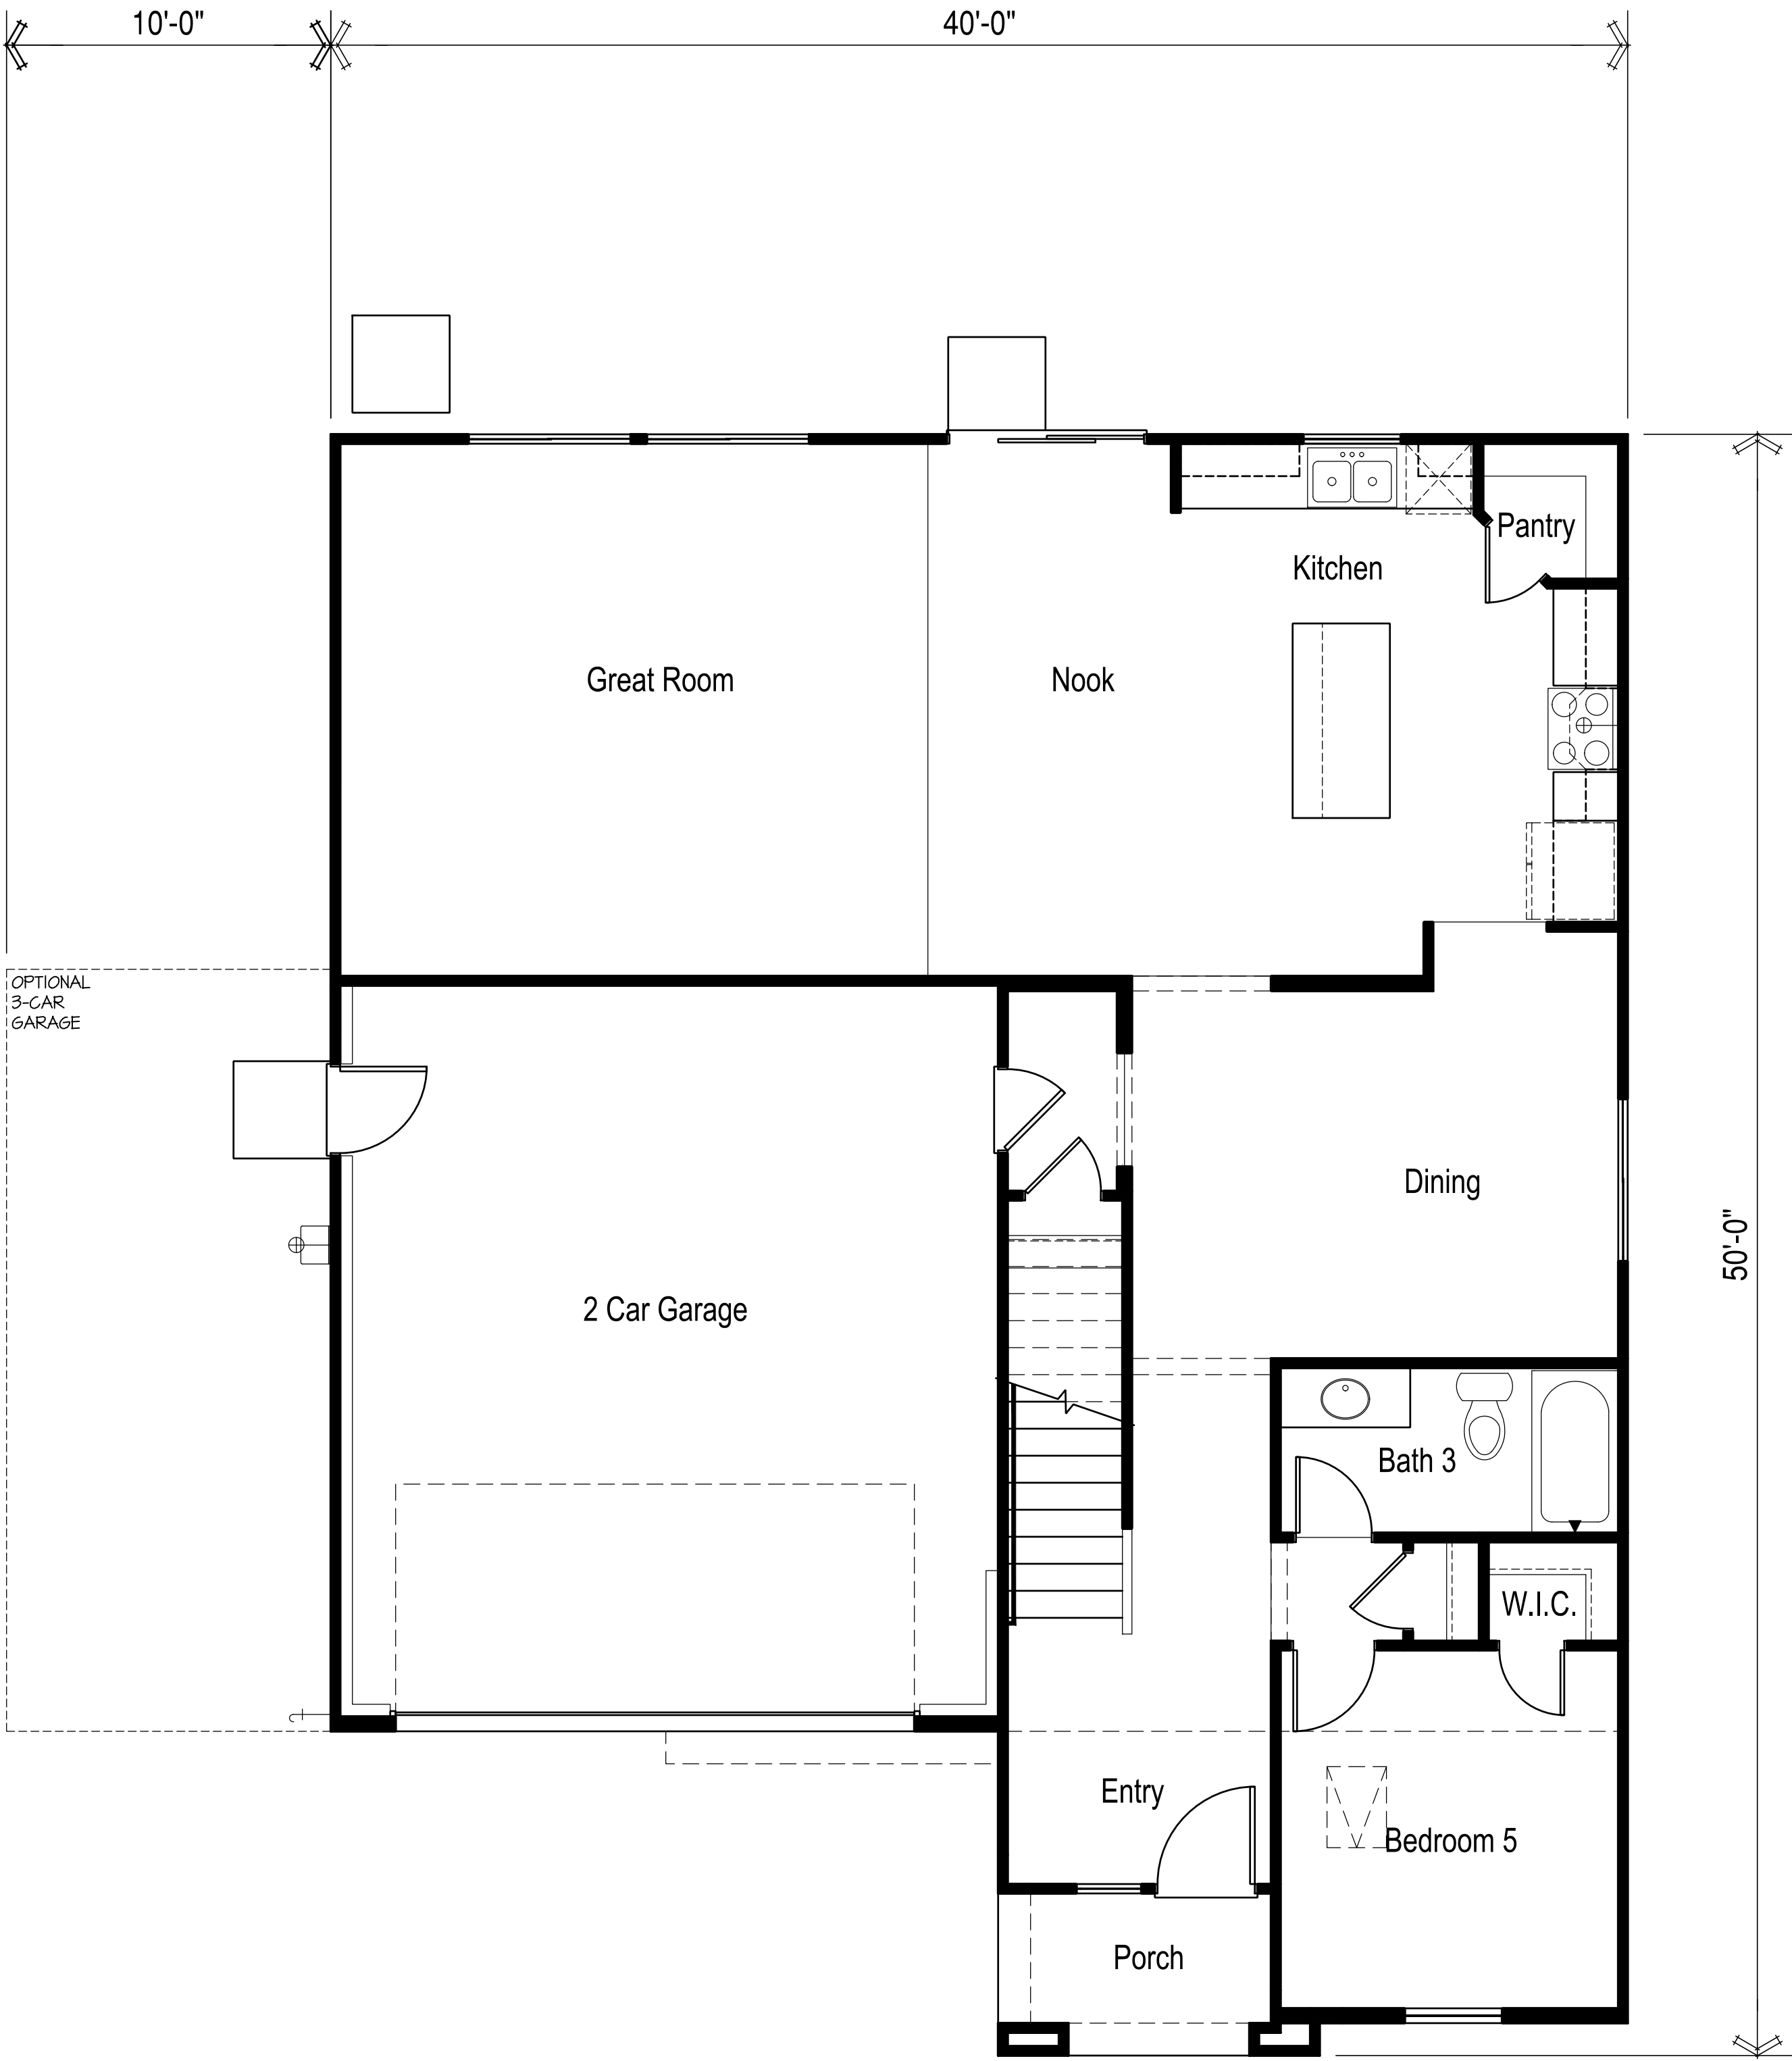 10'-0"
40'-0"
Pantry
Kitchen
Great Room
Nook
OPTIONAL
3-CAR
GARAGE
Dining
50'-0"
2 Car Garage
Bath 3
W.I.C.
Entry
Bedroom 5
Porch